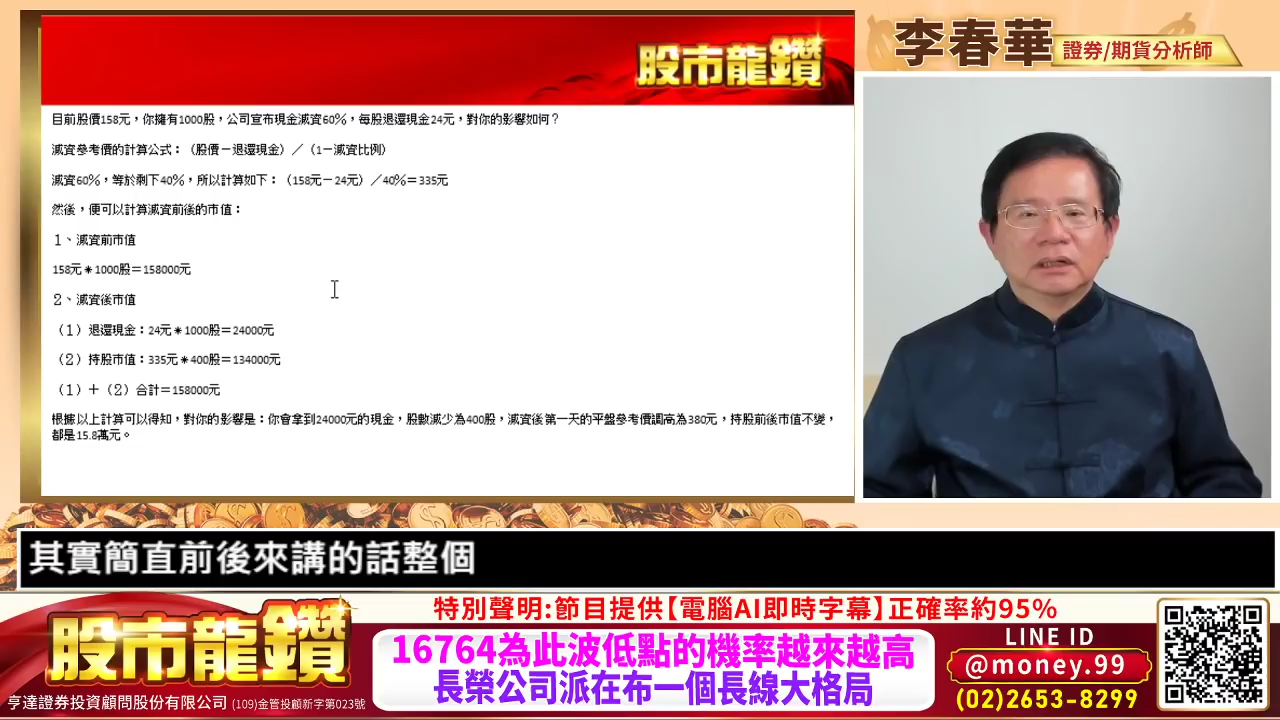 股市龍鑽
李春華
證券/期貨分析師
目前股價158元，你擁有1000股，公司宣布現金減資60%，每股退還現金24元，對你的影響如何？
減資參考價的計算公式：（股價－退還現金）／（1－減資比例）
減資60%，等於剩下40%，所以計算如下：（158元－24元）／40%＝335元
然後，便可以計算減資前後的市值：
１、減資前市值
158元＊1000股＝158000元
２、減資後市值
（１）退還現金：24元＊1000股＝24000元
（２）持股市值：335元＊400股＝134000元
（１）＋（２）合計＝158000元
根據以上計算可以得知，對你的影響是：你會拿到24000元的現金，股數減少為400股，減資後第一天的平盤參考價調高為380元，持股前後市值不變，
都是15.8萬元。
其實簡直前後來講的話整個
特別聲明:節目提供【電腦AI即時字幕】正確率約95%
股市龍鑽
亨達證券投資顧問股份有限公司 (109)金管投顧新字第023號
16764為此波低點的機率越來越高
長榮公司派在布一個長線大格局
LINE ID
@money.99
(02)2653-8299